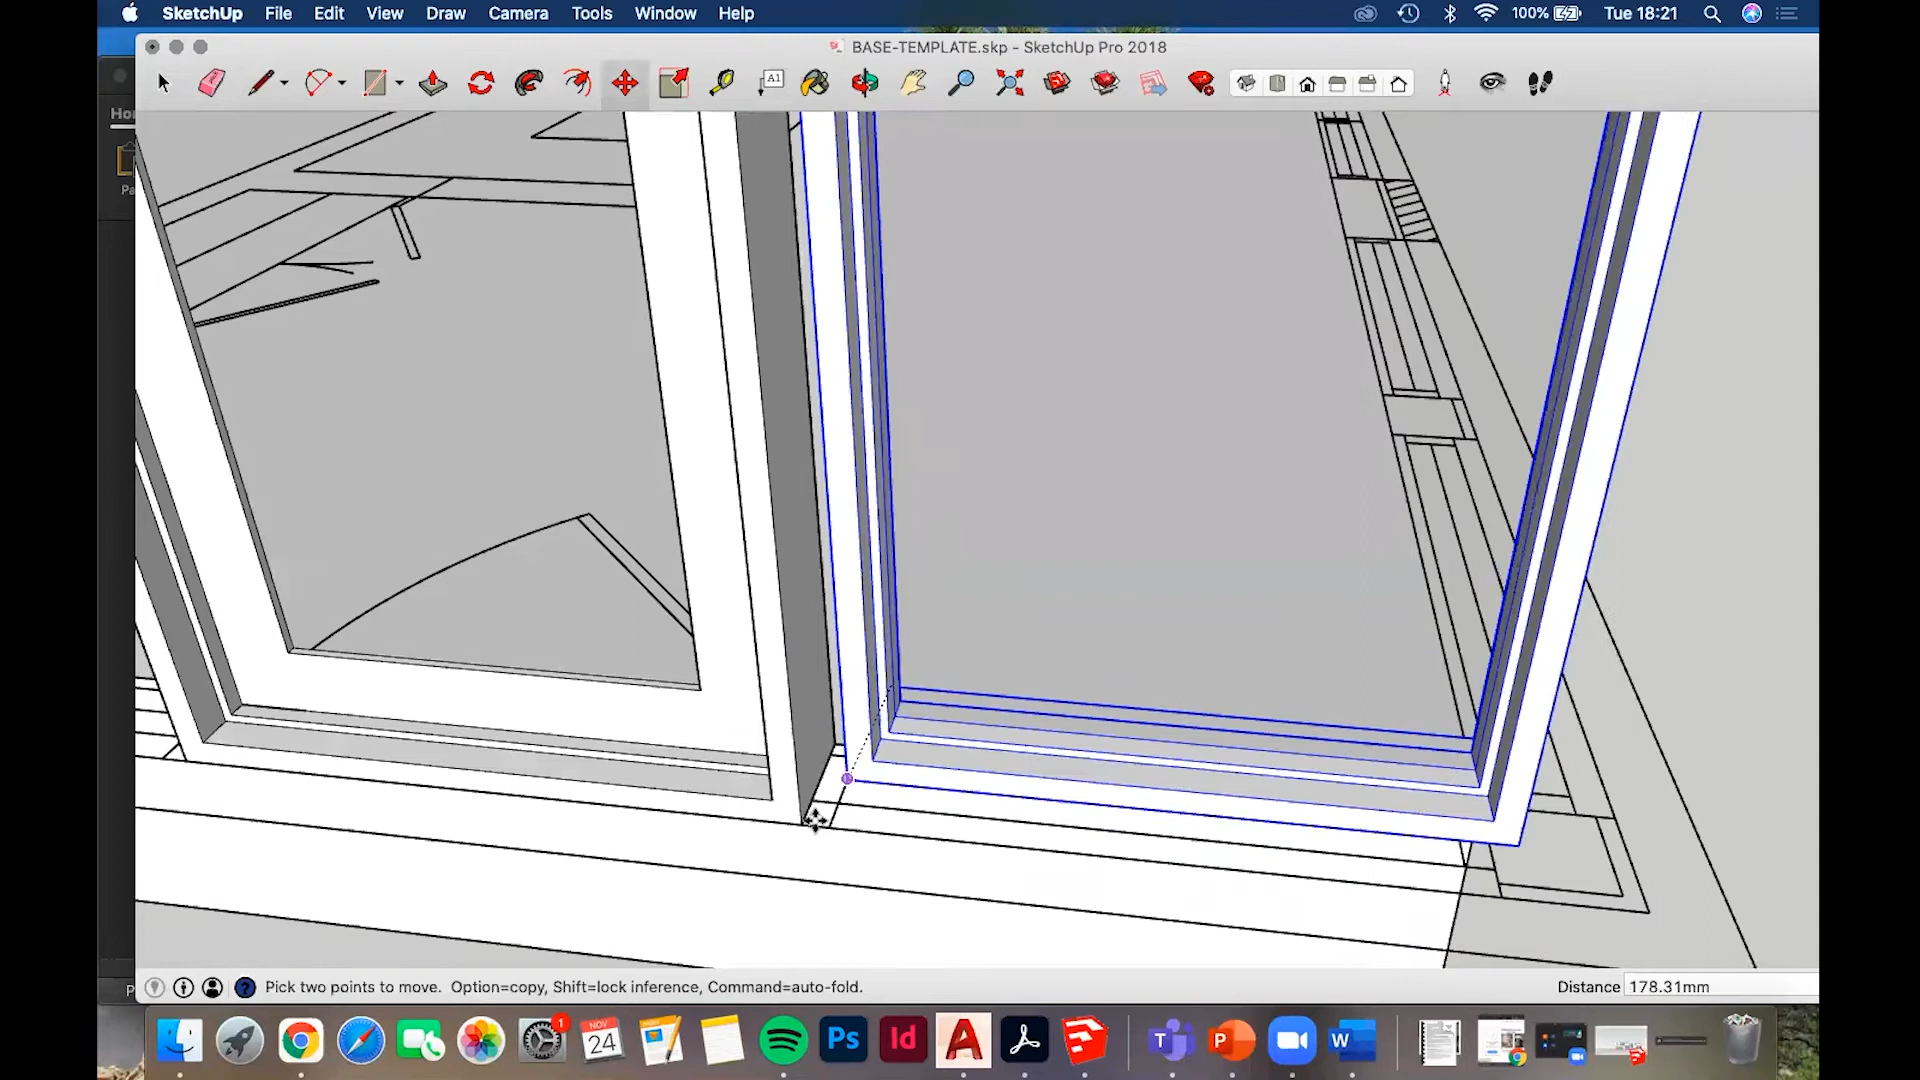 SketchUp File Edit View Draw Camera Tools Window Help 100% Tue 18:21
BASE-TEMPLATE.skp - SketchUp Pro 2018
A1
Pick two points to move. Option=copy, Shift=lock inference, Command=auto-fold.
Distance 178.31mm
1
NOV
24
Ps Id
T P W